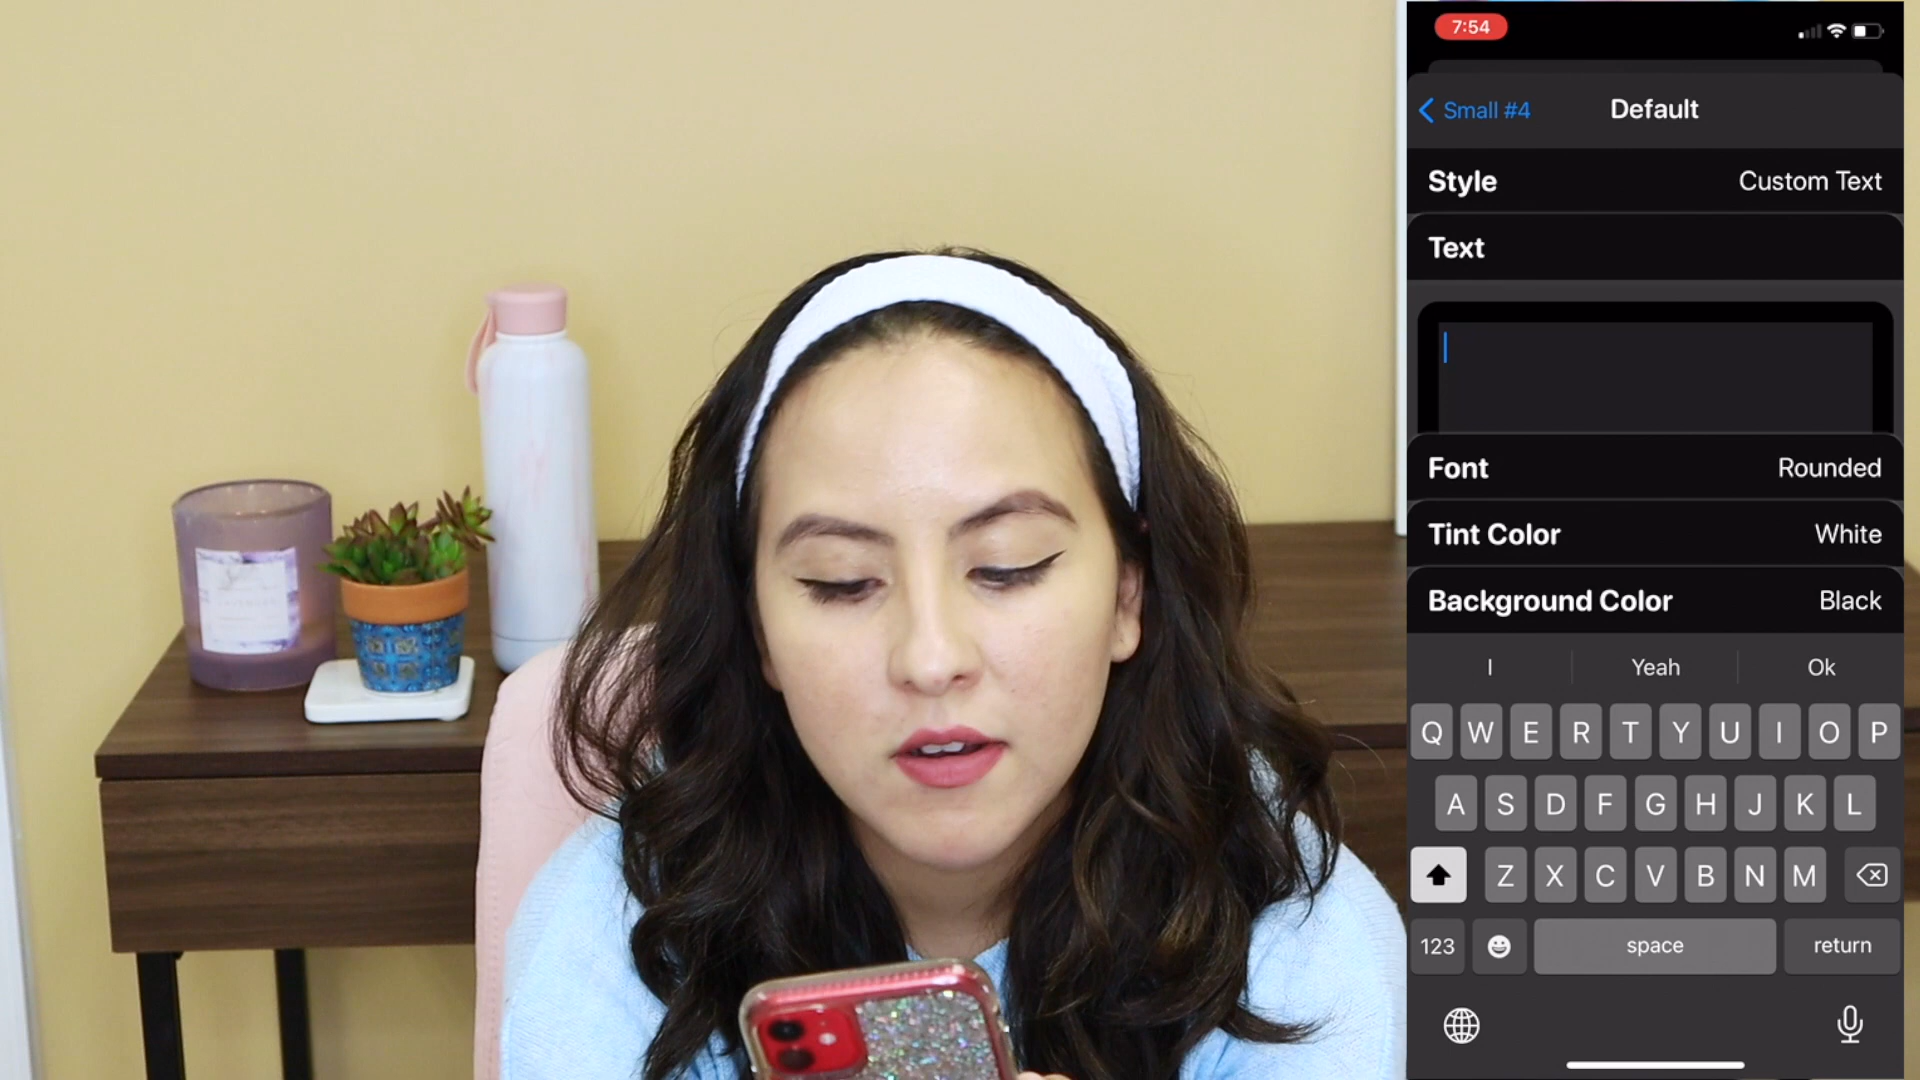 7:54
Small #4 Default
Style Custom Text
Text
Font Rounded
Tint Color White
Background Color Black
I Yeah Ok
Q W E R T Y U I O P
A S D F G H J K L
Z X C V B N M
123 space return